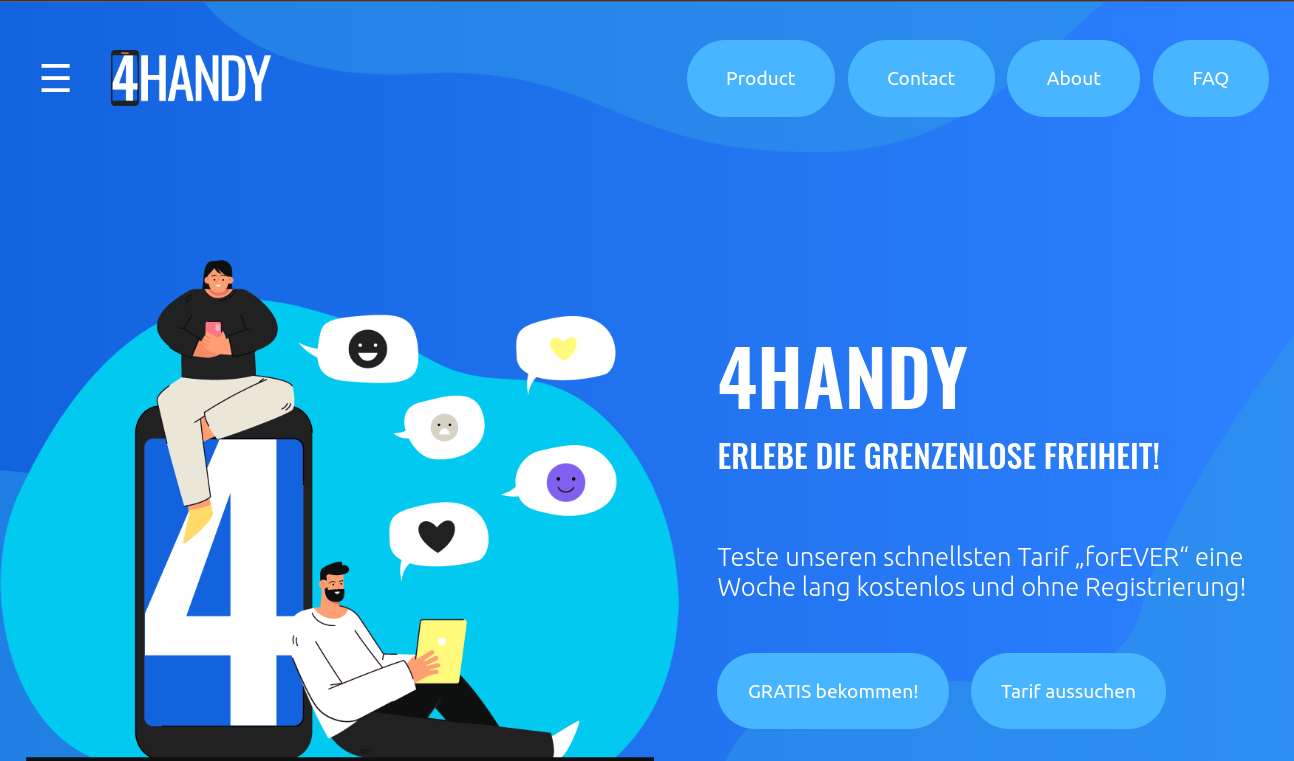 4HANDY
Product
Contact
About
FAQ
4HANDY
ERLEBE DIE GRENZENLOSE FREIHEIT!
Teste unseren schnellsten Tarif „forEVER“ eine
Woche lang kostenlos und ohne Registrierung!
GRATIS bekommen!
Tarif aussuchen
4